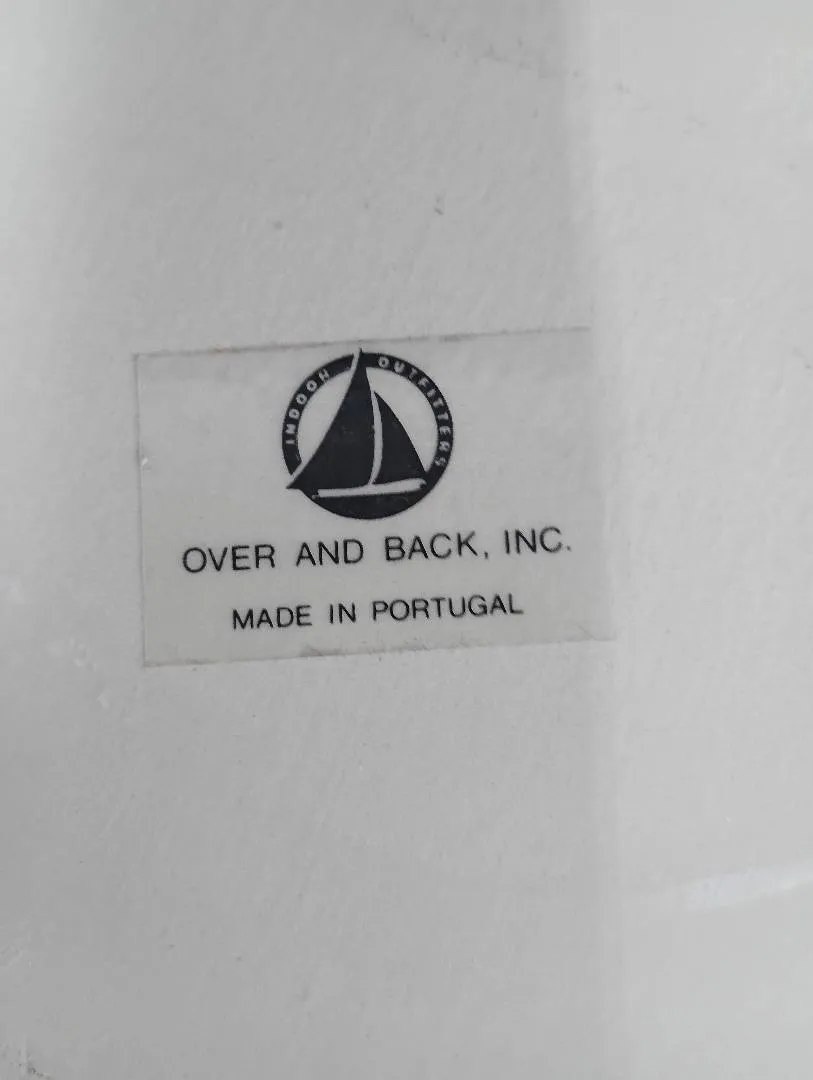 INDOOR OUTFITTERS
OVER AND BACK, INC.
MADE IN PORTUGAL